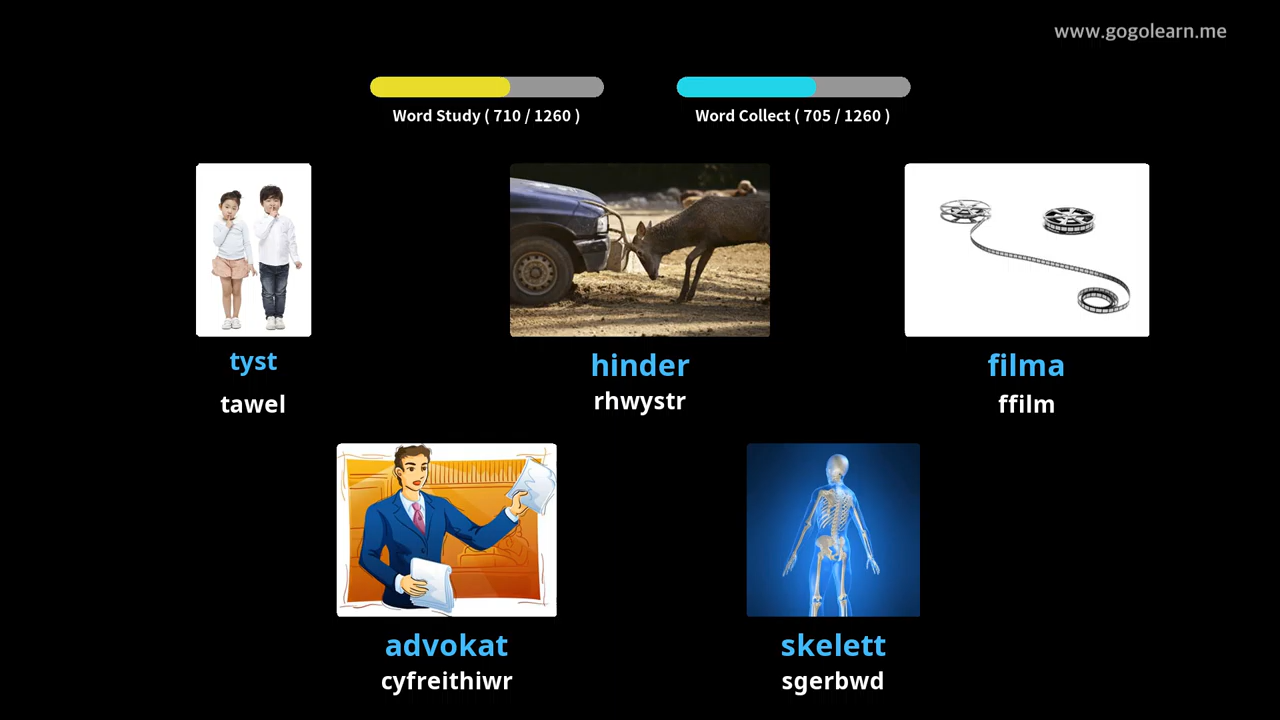 www.gogolearn.me
Word Study ( 710 / 1260 )
Word Collect ( 705 / 1260 )
tyst
tawel
hinder
rhwystr
filma
ffilm
advokat
cyfreithiwr
skelett
sgerbwd